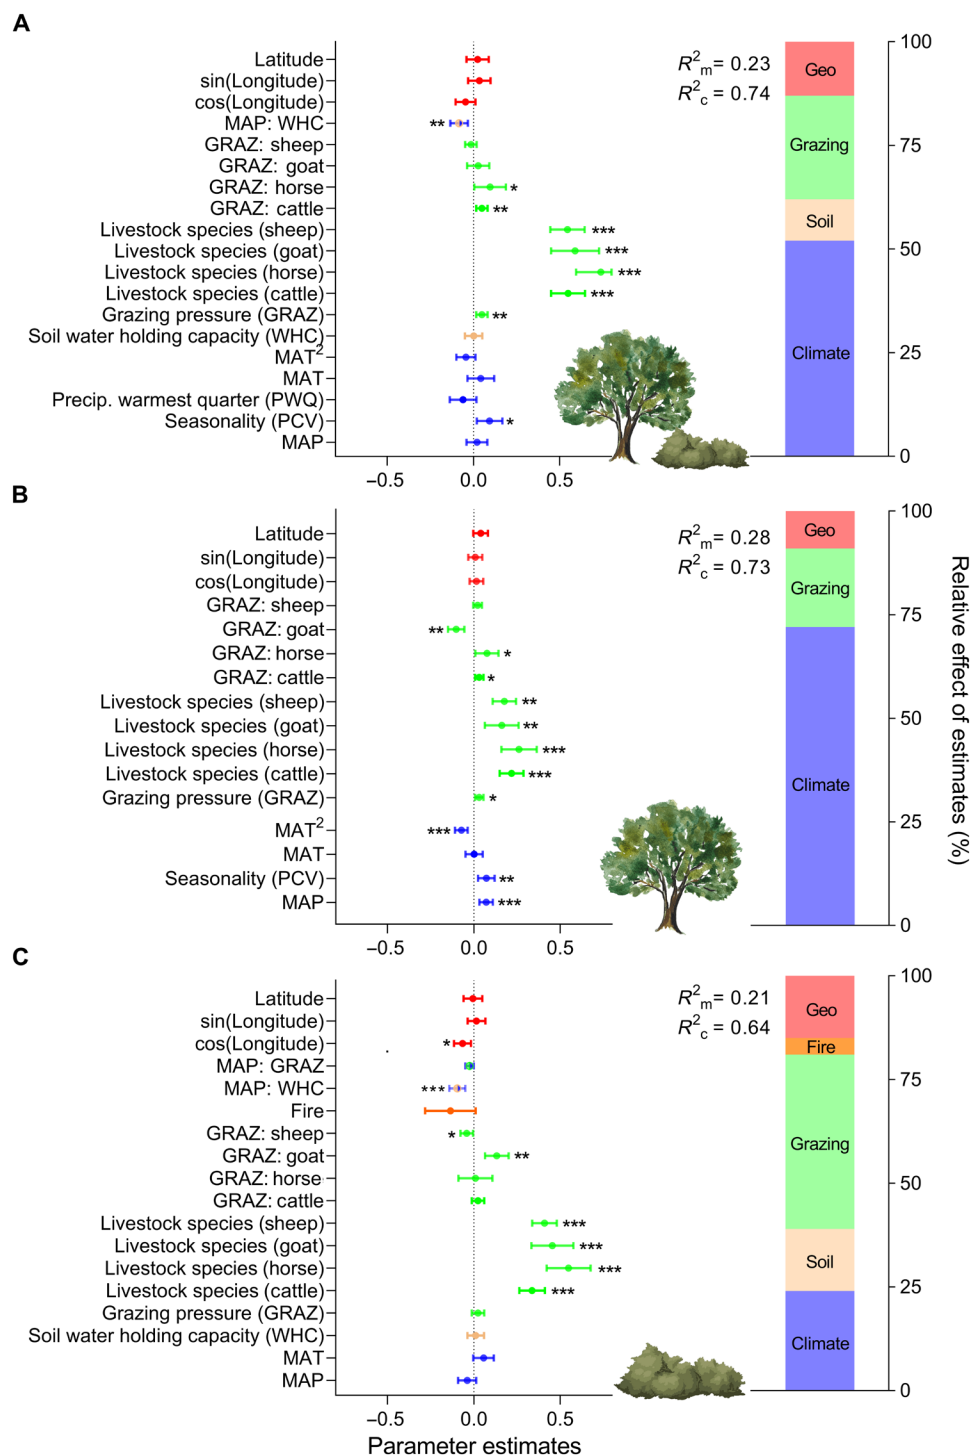 A
Latitude
sin(Longitude)
cos(Longitude)
MAP: WHC
**
GRAZ: sheep
GRAZ: goat
GRAZ: horse
*
GRAZ: cattle
**
Livestock species (sheep)
***
Livestock species (goat)
***
Livestock species (horse)
***
Livestock species (cattle)
***
Grazing pressure (GRAZ)
**
Soil water holding capacity (WHC)
MAT²
MAT
Precip. warmest quarter (PWQ)
Seasonality (PCV)
*
MAP
−0.5 0.0 0.5
R²m = 0.23
R²c = 0.74
Geo
Grazing
Soil
Climate
100
75
50
25
0
B
Latitude
sin(Longitude)
cos(Longitude)
GRAZ: sheep
GRAZ: goat
**
GRAZ: horse
*
GRAZ: cattle
*
Livestock species (sheep)
**
Livestock species (goat)
**
Livestock species (horse)
***
Livestock species (cattle)
***
Grazing pressure (GRAZ)
*
MAT²
***
MAT
Seasonality (PCV)
**
MAP
***
−0.5 0.0 0.5
R²m = 0.28
R²c = 0.73
Geo
Grazing
Climate
100
75
50
25
0
Relative effect of estimates (%)
C
Latitude
sin(Longitude)
cos(Longitude)
*
MAP: GRAZ
MAP: WHC
***
Fire
GRAZ: sheep
*
GRAZ: goat
**
GRAZ: horse
GRAZ: cattle
Livestock species (sheep)
***
Livestock species (goat)
***
Livestock species (horse)
***
Livestock species (cattle)
***
Grazing pressure (GRAZ)
Soil water holding capacity (WHC)
MAT
MAP
−0.5 0.0 0.5
Parameter estimates
R²m = 0.21
R²c = 0.64
Geo
Fire
Grazing
Soil
Climate
100
75
50
25
0